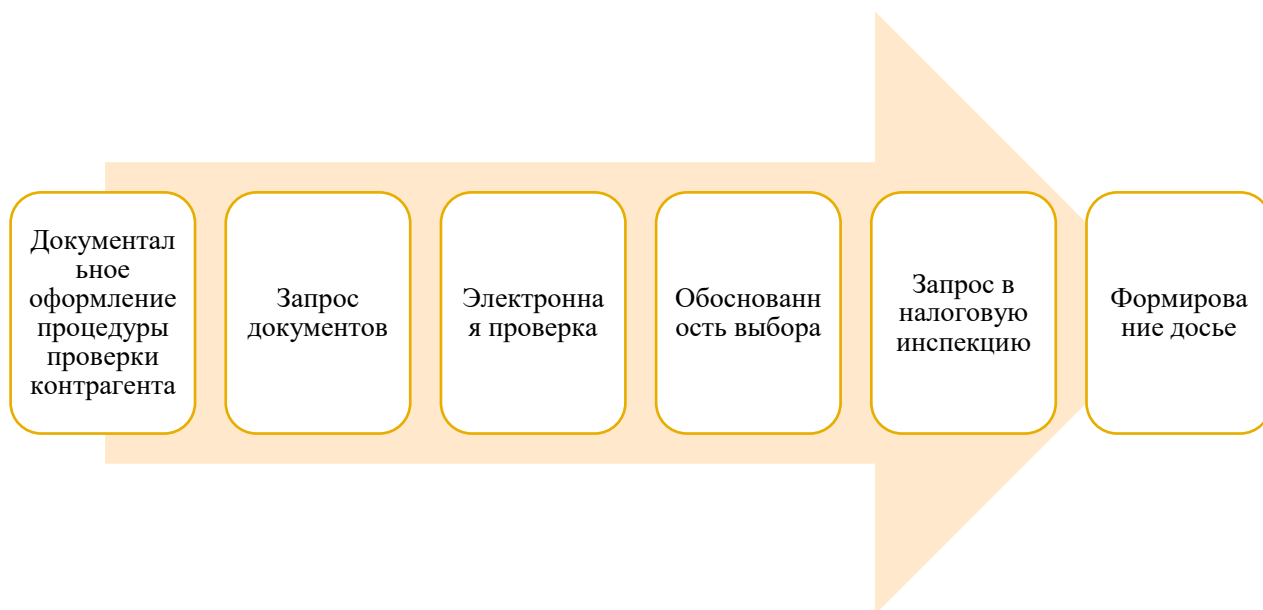 Документал
ьное
оформление
процедуры
проверки
контрагента
Запрос
документов
Электронна
я проверка
Обоснованн
ость выбора
Запрос в
налоговую
инспекцию
Формирова
ние досье